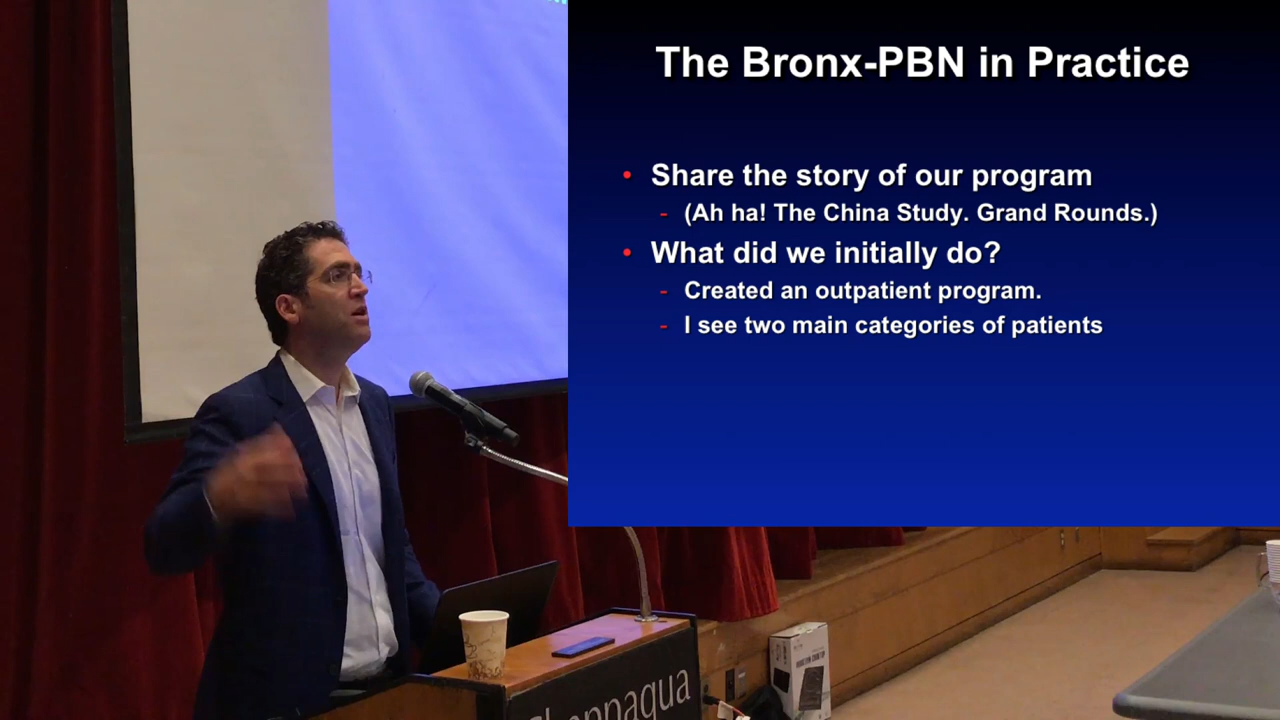 The Bronx-PBN in Practice
• Share the story of our program
- (Ah ha! The China Study. Grand Rounds.)
• What did we initially do?
- Created an outpatient program.
- I see two main categories of patients
Chappaqua